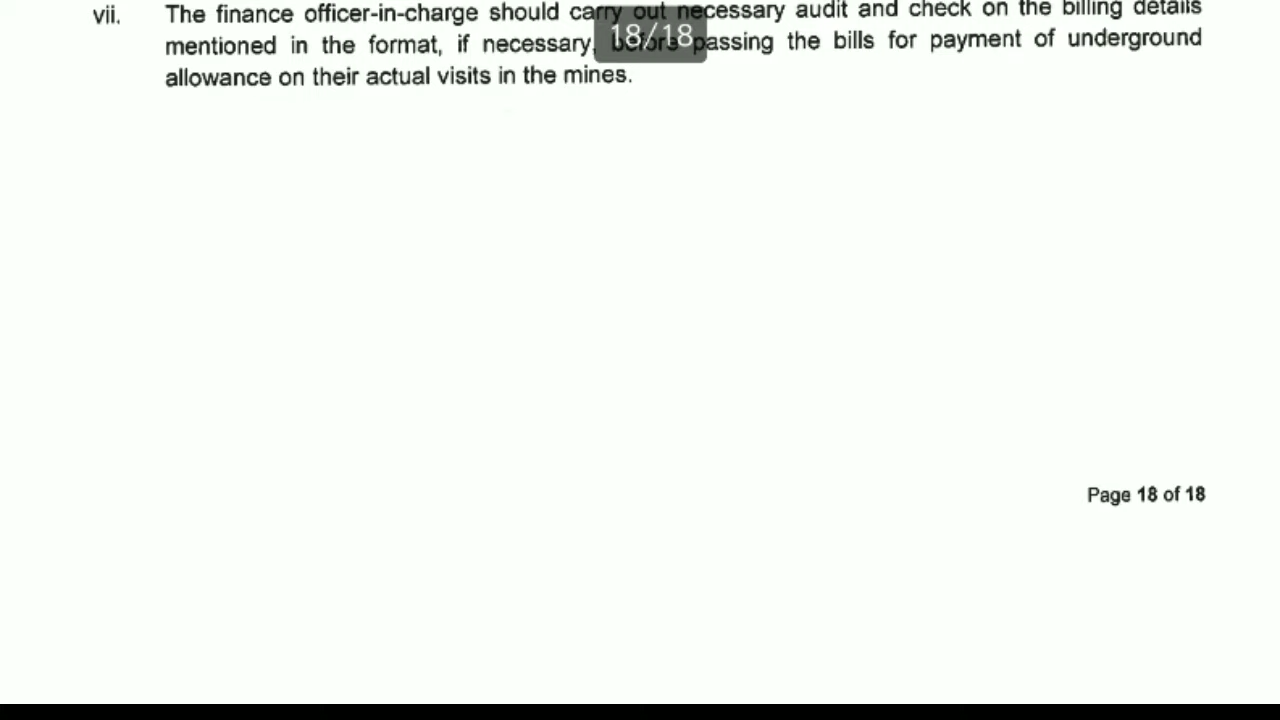 vii. The finance officer-in-charge should carry out necessary audit and check on the billing details
mentioned in the format, if necessary, before passing the bills for payment of underground
allowance on their actual visits in the mines.
18/18
Page 18 of 18